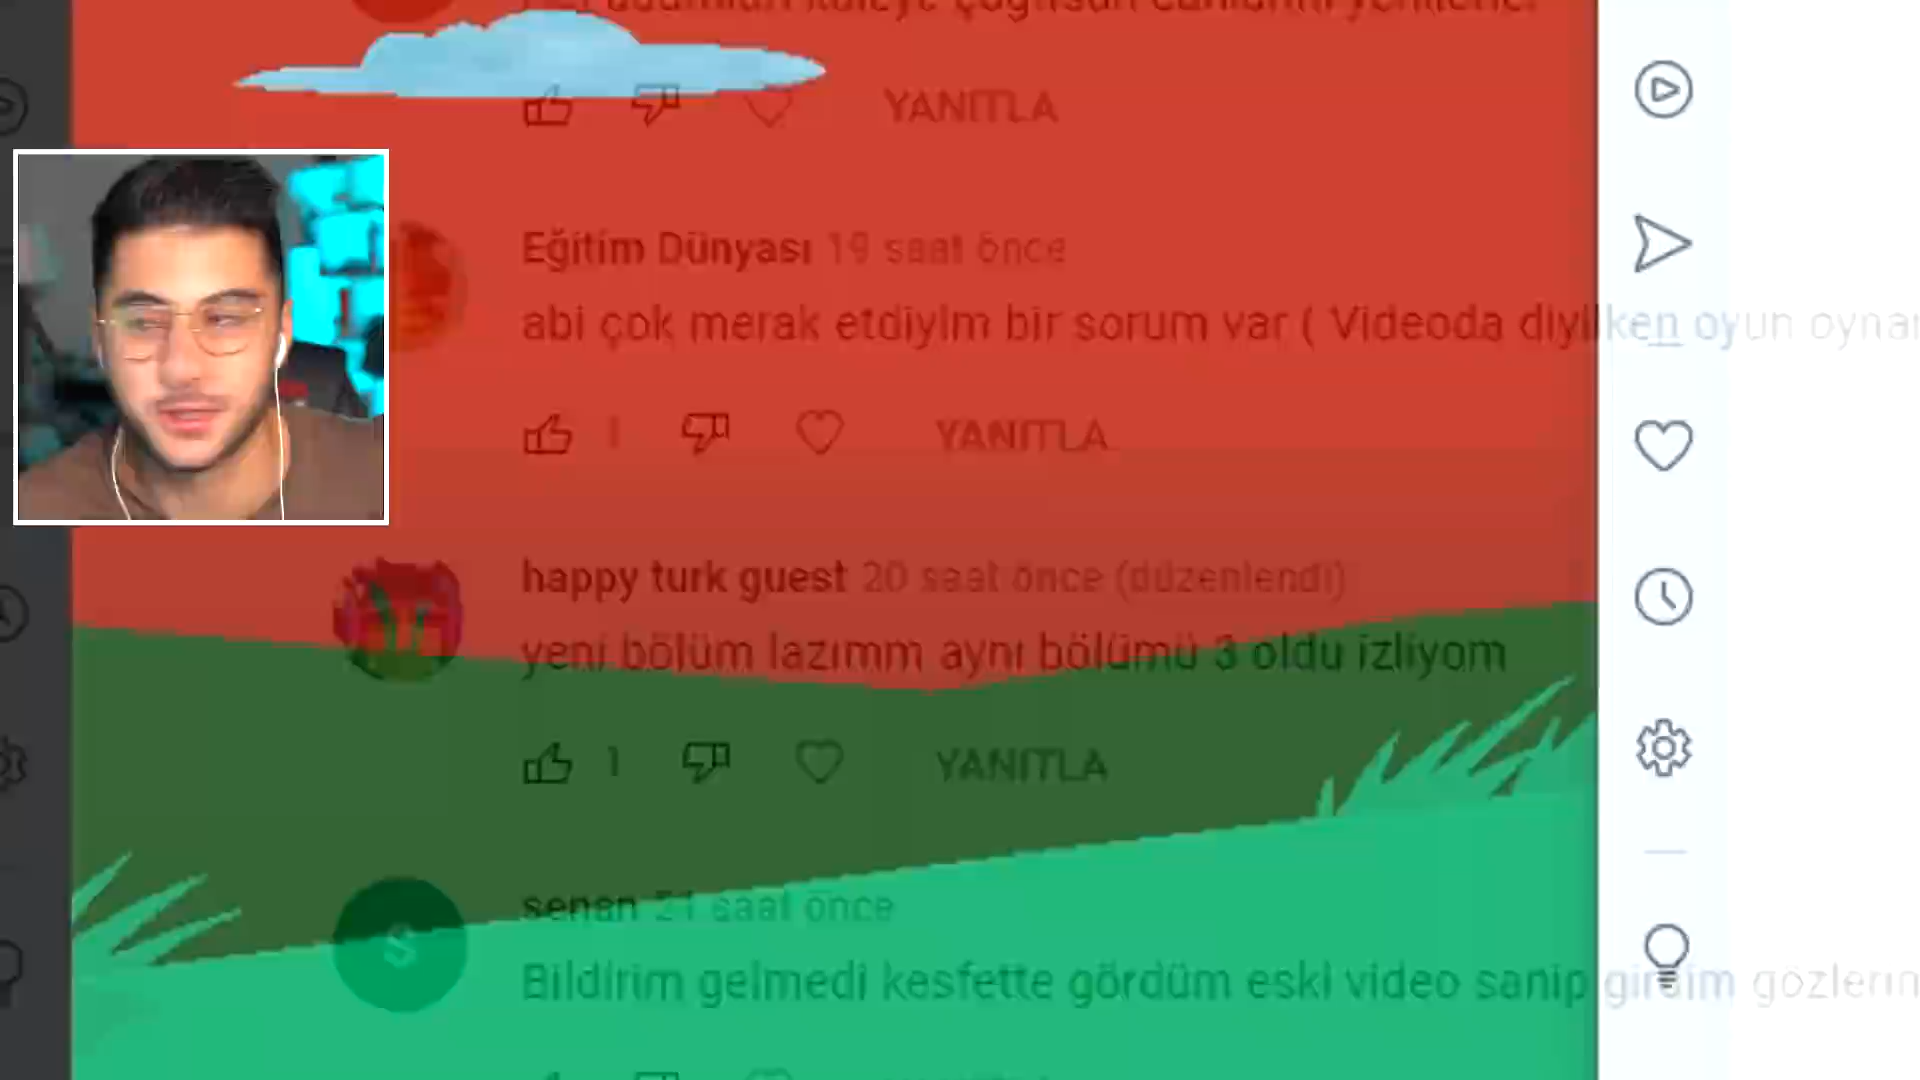 YANITLA
Eğitim Dünyası 19 saat önce
abi çok merak etdiyim bir sorum var ( Videoda diyilken oyun oynar
1 YANITLA
happy turk guest 20 saat önce (düzenlendi)
yeni bölüm lazımm aynı bölümü 3 oldu izliyom
1 YANITLA
S
senan 21 saat önce
Bildirim gelmedi kesfette gördüm eski video sanip girdim gozlerin